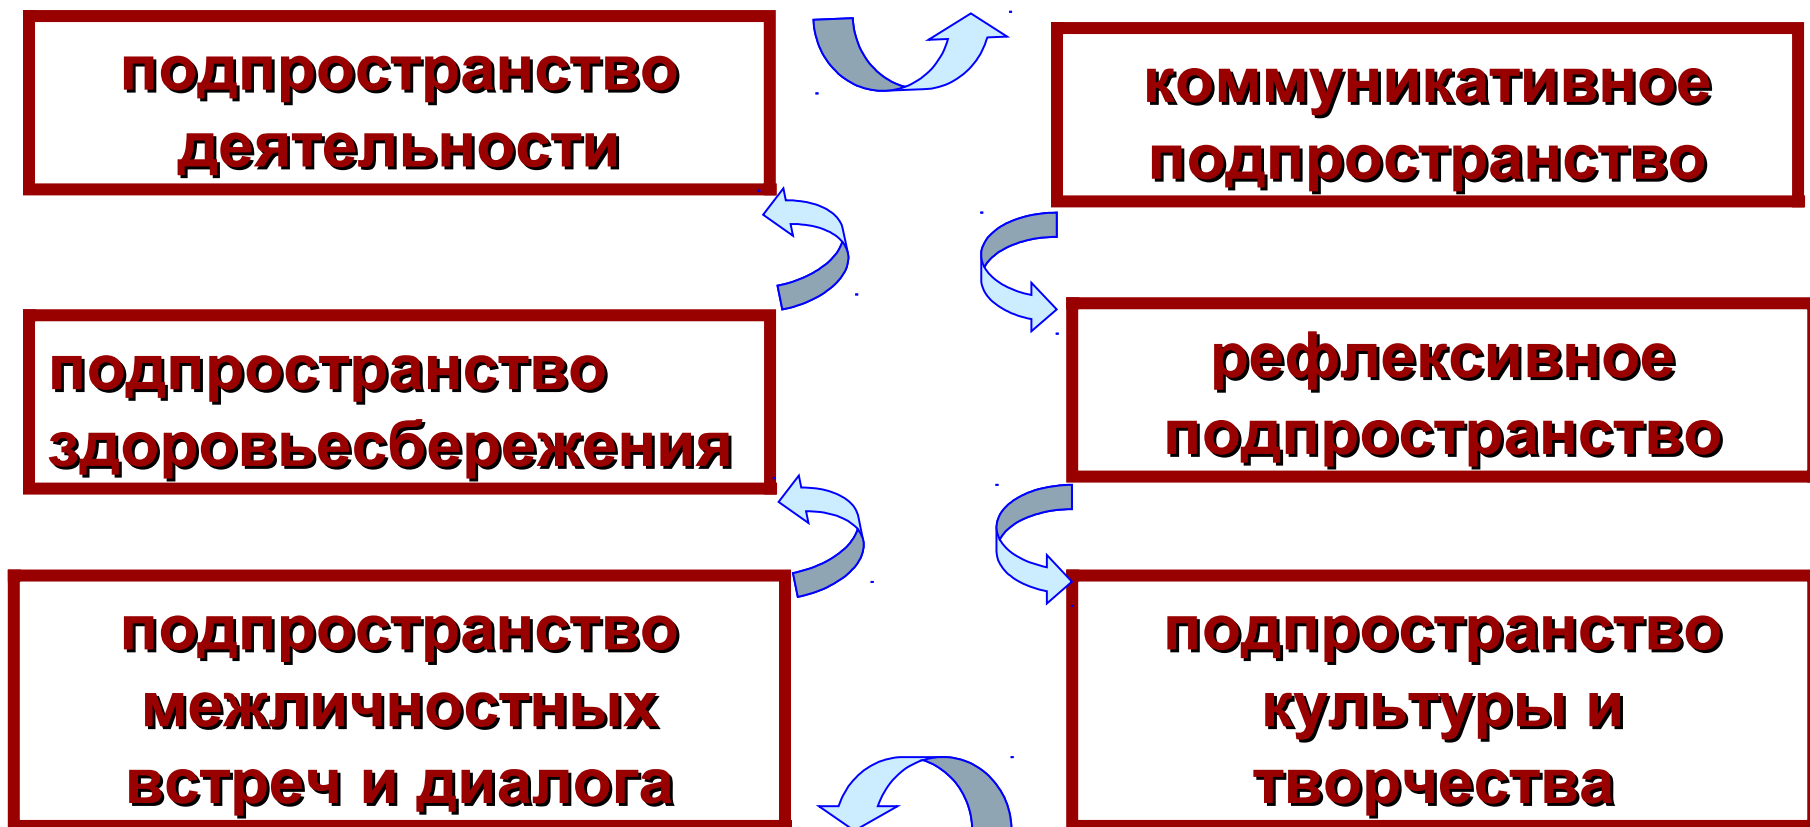 подпространство
деятельности
коммуникативное
подпространство
подпространство
здоровьесбережения
рефлексивное
подпространство
подпространство
межличностных
встреч и диалога
подпространство
культуры и
творчества